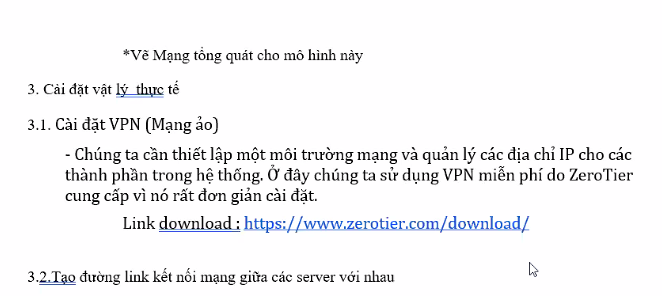 *Vẽ Mạng tổng quát cho mô hình này
3. Cài đặt vật lý thực tế
3.1. Cài đặt VPN (Mạng ảo)
- Chúng ta cần thiết lập một môi trường mạng và quản lý các địa chỉ IP cho các
thành phần trong hệ thống. Ở đây chúng ta sử dụng VPN miễn phí do ZeroTier
cung cấp vì nó rất đơn giản cài đặt.
Link download : https://www.zerotier.com/download/
3.2.Tạo đường link kết nối mạng giữa các server với nhau